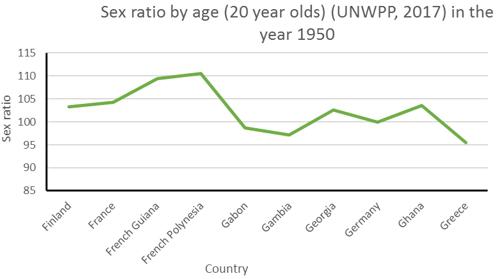 Sex ratio by age (20 year olds) (UNWPP, 2017) in the
year 1950
115
110
105
100
95
90
85
Sex ratio
Finland
France
French Guiana
French Polynesia
Gabon
Gambia
Georgia
Germany
Ghana
Greece
Country